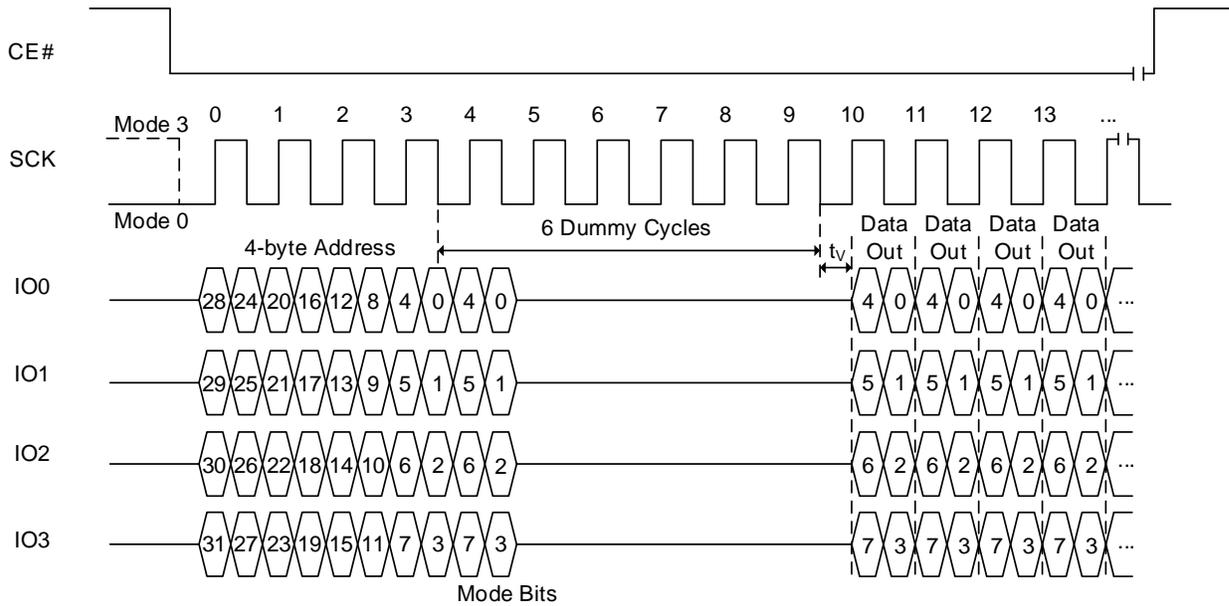 CE#
0 1 2 3 4 5 6 7 8 9 10 11 12 13 ...
Mode 3
SCK
Mode 0
6 Dummy Cycles
Data Data Data Data
4-byte Address
tV
Out Out Out Out
IO0 28 24 20 16 12 8 4 0 4 0 4 0 4 0 4 0 4 0 ...
IO1 29 25 21 17 13 9 5 1 5 1 5 1 5 1 5 1 5 1 ...
IO2 30 26 22 18 14 10 6 2 6 2 6 2 6 2 6 2 6 2 ...
IO3 31 27 23 19 15 11 7 3 7 3 7 3 7 3 7 3 7 3 ...
Mode Bits